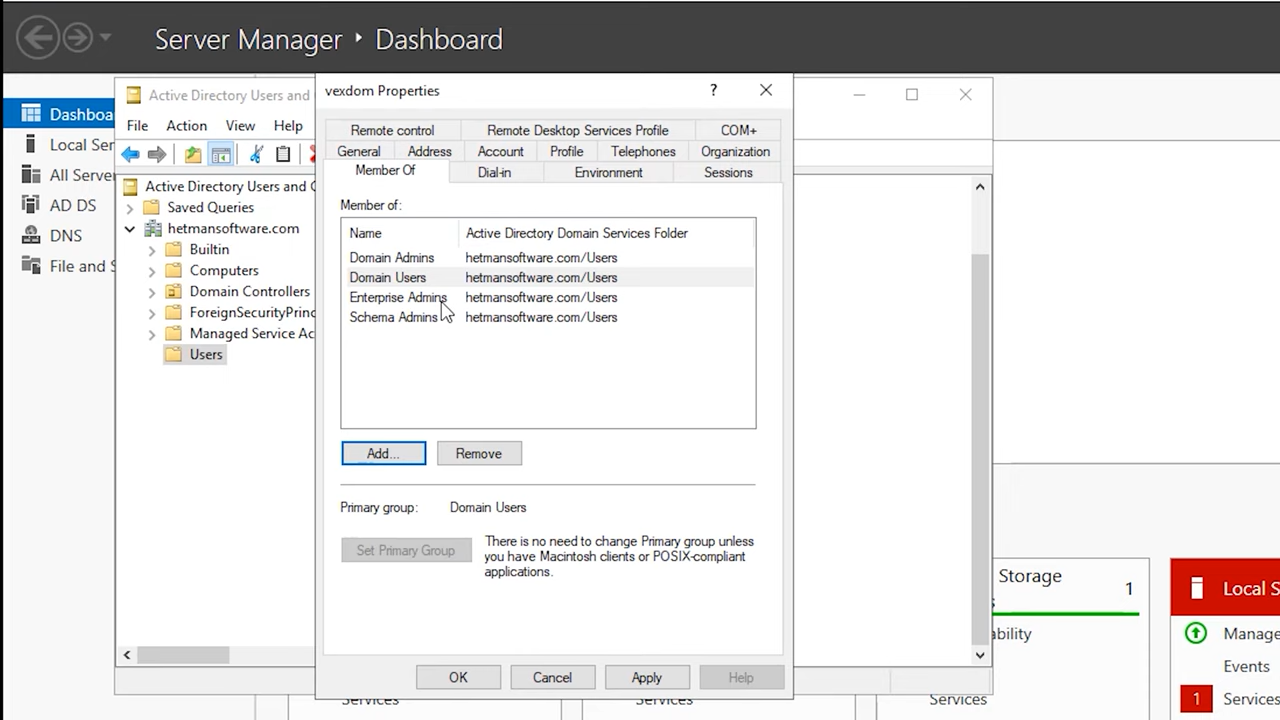 Server Manager ‣ Dashboard
Dashboa
Local Ser
All Server
AD DS
DNS
File and S
Active Directory Users and
File Action View Help
Active Directory Users and C
Saved Queries
hetmansoftware.com
Builtin
Computers
Domain Controllers
ForeignSecurityPrinc
Managed Service Ac
Users
vexdom Properties
?
Remote control Remote Desktop Services Profile COM+
General Address Account Profile Telephones Organization
Member Of Dial-in Environment Sessions
Member of:
Name Active Directory Domain Services Folder
Domain Admins hetmansoftware.com/Users
Domain Users hetmansoftware.com/Users
Enterprise Admins hetmansoftware.com/Users
Schema Admins hetmansoftware.com/Users
Add... Remove
Primary group: Domain Users
Set Primary Group
There is no need to change Primary group unless
you have Macintosh clients or POSIX-compliant
applications.
OK Cancel Apply Help
Storage 1
ability
Services
Services
Services
Local S
Manage
Events
1 Services